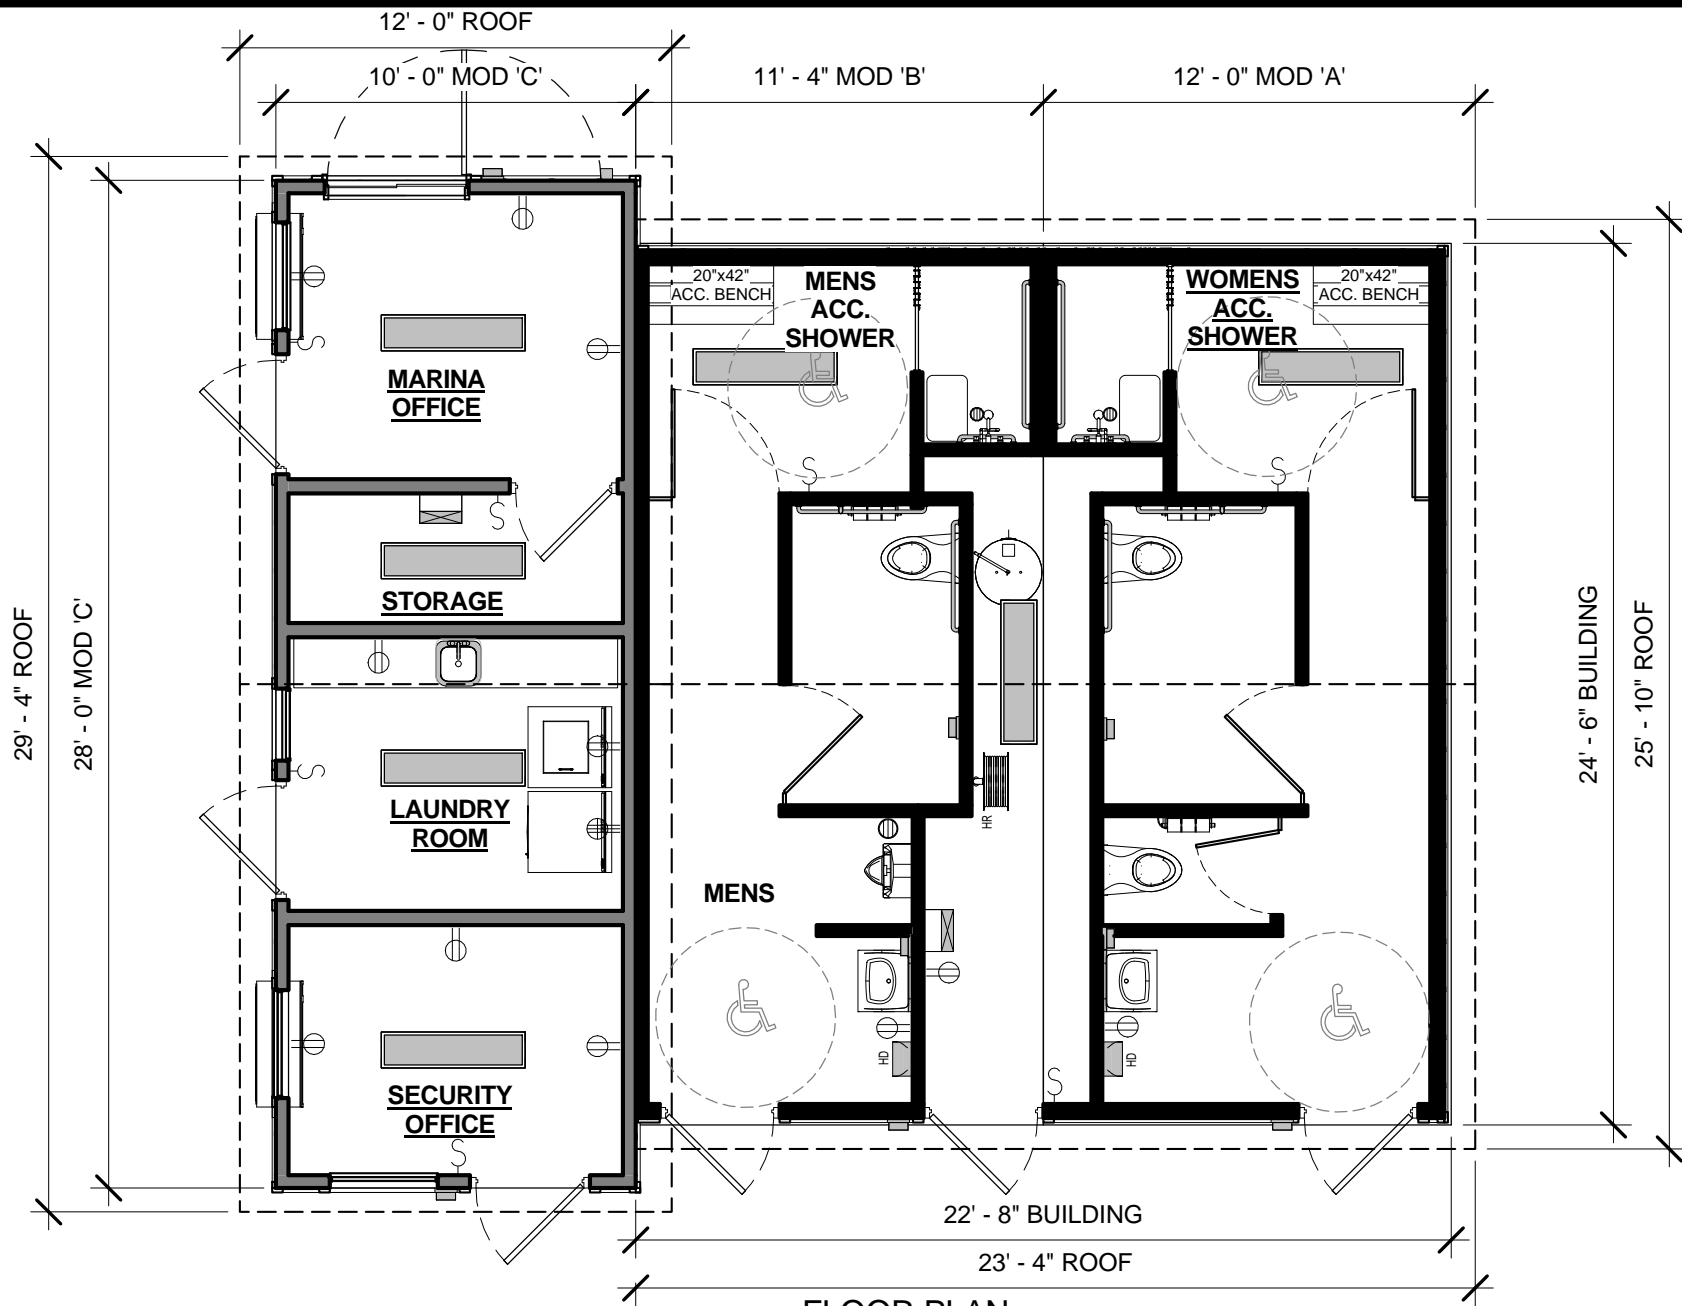 12' - 0" ROOF
10' - 0" MOD 'C'
11' - 4" MOD 'B'
12' - 0" MOD 'A'
29' - 4" ROOF
28' - 0" MOD 'C'
20"x42"
ACC. BENCH
MENS
ACC.
SHOWER
WOMENS
ACC.
SHOWER
20"x42"
ACC. BENCH
S
MARINA
OFFICE
S
S
S
STORAGE
24' - 6" BUILDING
25' - 10" ROOF
S
LAUNDRY
ROOM
HR
MENS
HD
HD
S
SECURITY
OFFICE
S
22' - 8" BUILDING
23' - 4" ROOF
FLOOR PLAN